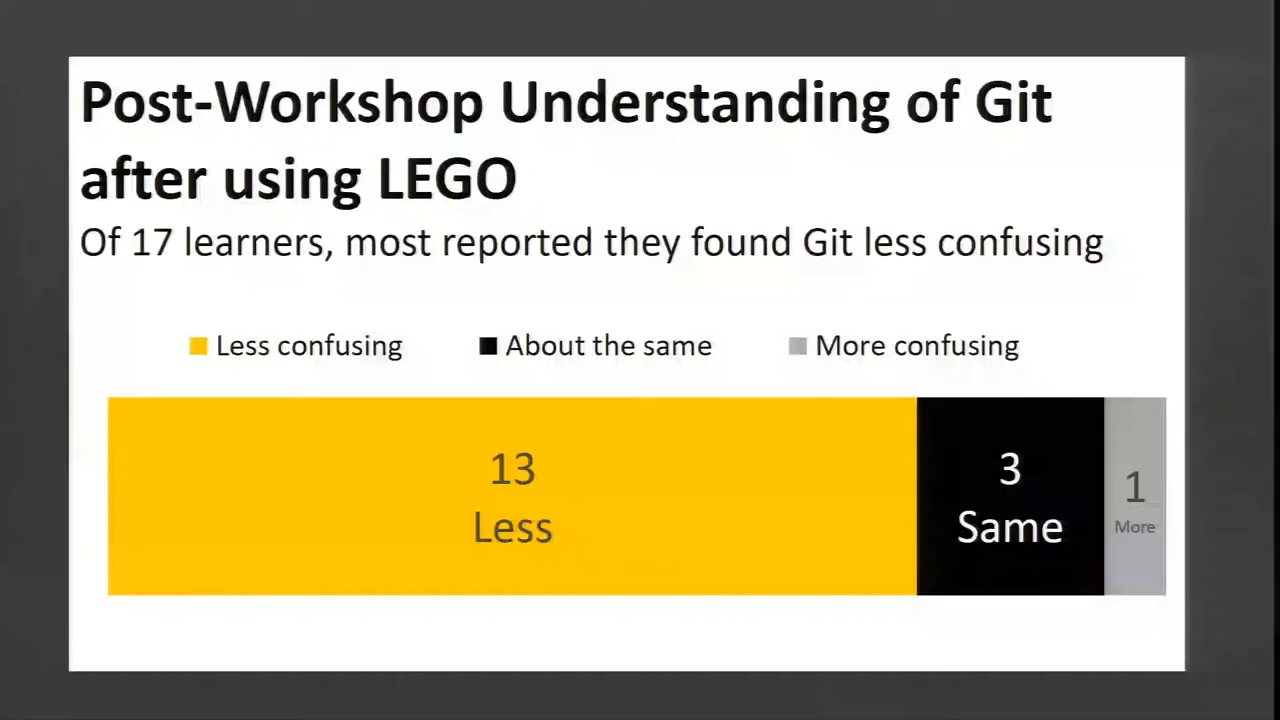 Post-Workshop Understanding of Git
after using LEGO
Of 17 learners, most reported they found Git less confusing
Less confusing About the same More confusing
13
Less
3
Same
1
More